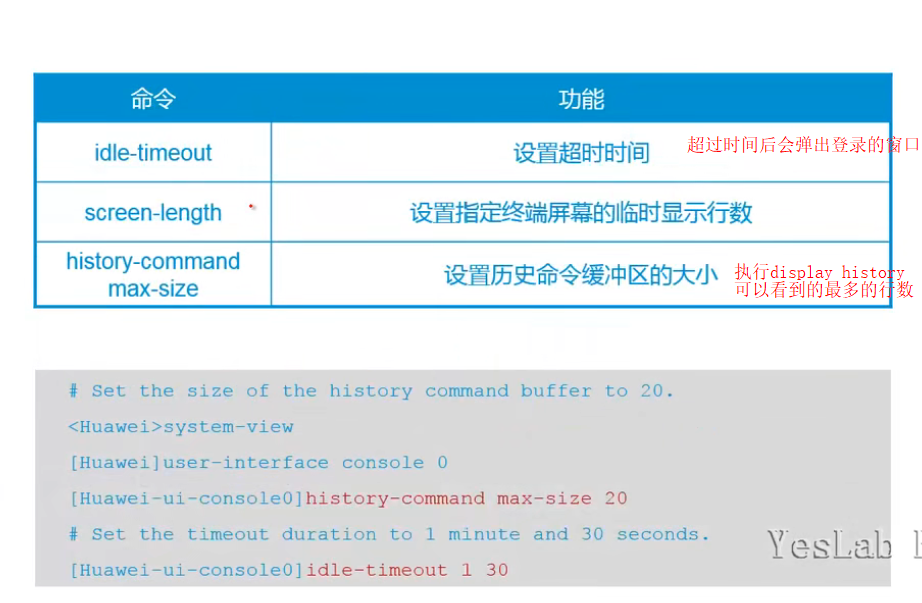 命令 功能
idle-timeout 设置超时时间 超过时间后会弹出登录的窗口
screen-length 设置指定终端屏幕的临时显示行数
history-command
max-size 设置历史命令缓冲区的大小
执行display history
可以看到的最多的行数
# Set the size of the history command buffer to 20.
<Huawei>system-view
[Huawei]user-interface console 0
[Huawei-ui-console0]history-command max-size 20
# Set the timeout duration to 1 minute and 30 seconds.
[Huawei-ui-console0]idle-timeout 1 30
YesLab